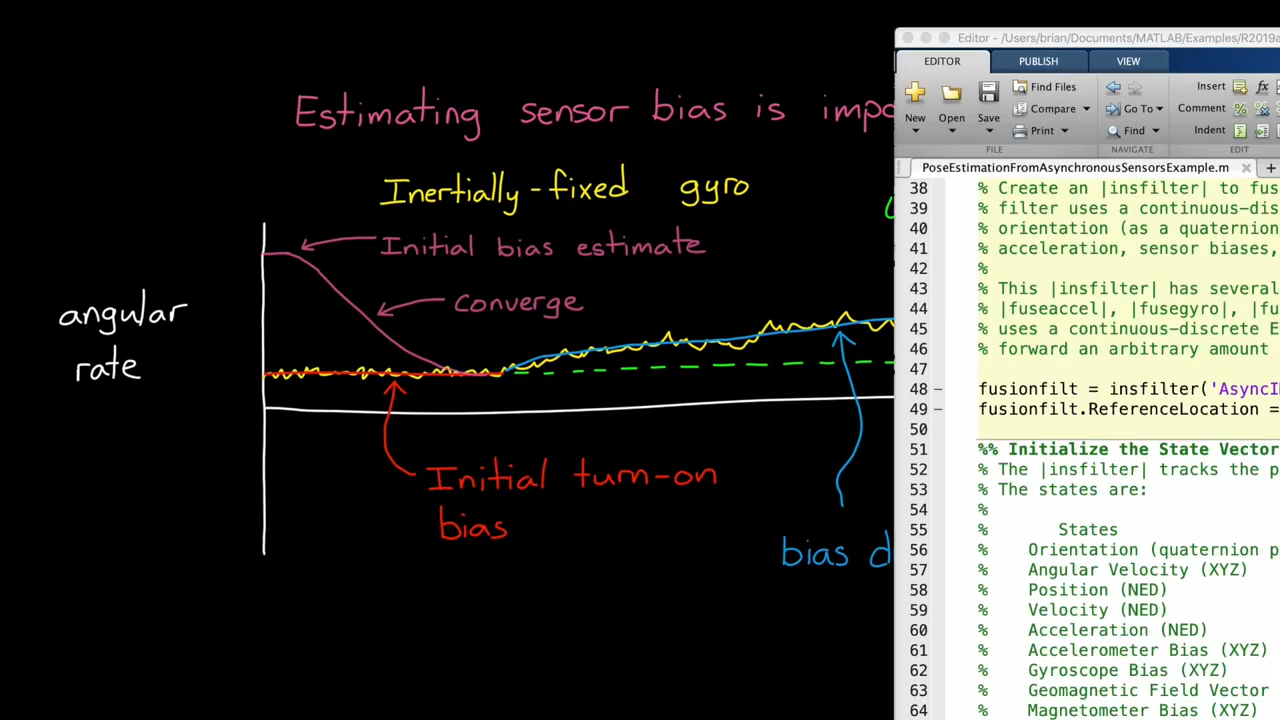 Estimating sensor bias is
Inertially-fixed gyro
Initial bias estimate
Converge
angular
rate
Initial turn-on
bias
bias
Editor - /Users/brian/Documents/MATLAB/Examples/R2019a
EDITOR PUBLISH VIEW
New Open Save
Find Files
Compare
Print
Go To
Find
Insert
Comment
Indent
FILE NAVIGATE EDIT
PoseEstimationFromAsynchronousSensorsExample.m
38 % Create an |insfilter| to fus
39 % filter uses a continuous-dis
40 % orientation (as a quaternion
41 % acceleration, sensor biases,
42 %
43 % This |insfilter| has several
44 % |fuseaccel|, |fusegyro|, |fu
45 % uses a continuous-discrete E
46 % forward an arbitrary amount
47
48 fusionfilt = insfilter('AsyncI
49 fusionfilt.ReferenceLocation =
50
51 %% Initialize the State Vector
52 % The |insfilter| tracks the p
53 % The states are:
54 %
55 % States
56 % Orientation (quaternion p
57 % Angular Velocity (XYZ)
58 % Position (NED)
59 % Velocity (NED)
60 % Acceleration (NED)
61 % Accelerometer Bias (XYZ)
62 % Gyroscope Bias (XYZ)
63 % Geomagnetic Field Vector
64 % Magnetometer Bias (XYZ)